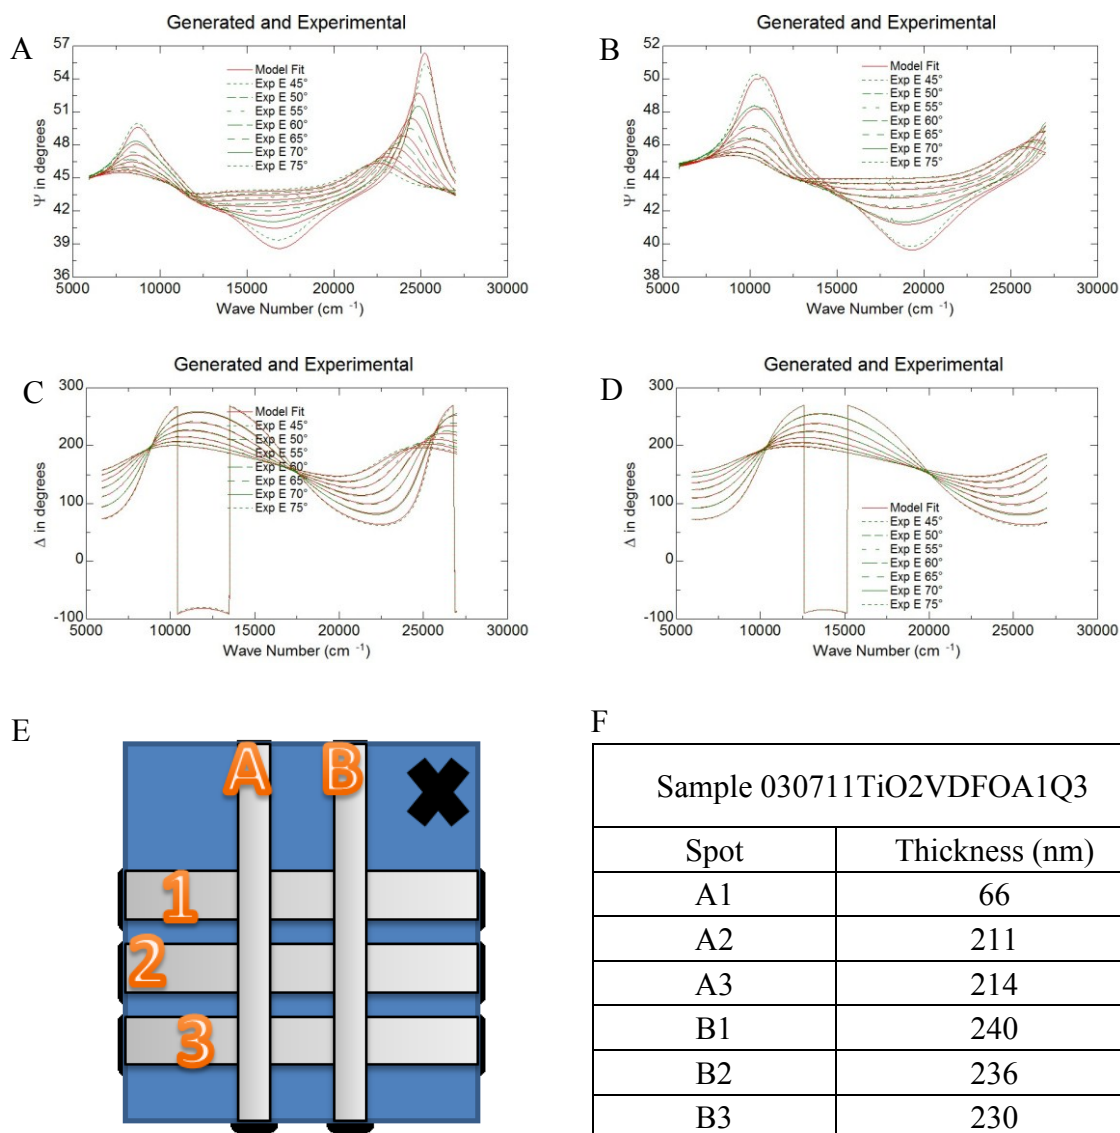 A
Generated and Experimental
57
54
51
48
45
42
39
36
Ψ in degrees
Model Fit
Exp E 45°
Exp E 50°
Exp E 55°
Exp E 60°
Exp E 65°
Exp E 70°
Exp E 75°
5000 10000 15000 20000 25000 30000
Wave Number (cm ⁻¹)
B
Generated and Experimental
52
50
48
46
44
42
40
38
Ψ in degrees
Model Fit
Exp E 45°
Exp E 50°
Exp E 55°
Exp E 60°
Exp E 65°
Exp E 70°
Exp E 75°
5000 10000 15000 20000 25000 30000
Wave Number (cm ⁻¹)
C
Generated and Experimental
300
200
100
0
-100
Δ in degrees
Model Fit
Exp E 45°
Exp E 50°
Exp E 55°
Exp E 60°
Exp E 65°
Exp E 70°
Exp E 75°
5000 10000 15000 20000 25000 30000
Wave Number (cm ⁻¹)
D
Generated and Experimental
300
200
100
0
-100
Δ in degrees
Model Fit
Exp E 45°
Exp E 50°
Exp E 55°
Exp E 60°
Exp E 65°
Exp E 70°
Exp E 75°
5000 10000 15000 20000 25000 30000
Wave Number (cm ⁻¹)
E
A B
1
2
3
F
Sample 030711TiO2VDFOA1Q3
Spot Thickness (nm)
A1 66
A2 211
A3 214
B1 240
B2 236
B3 230